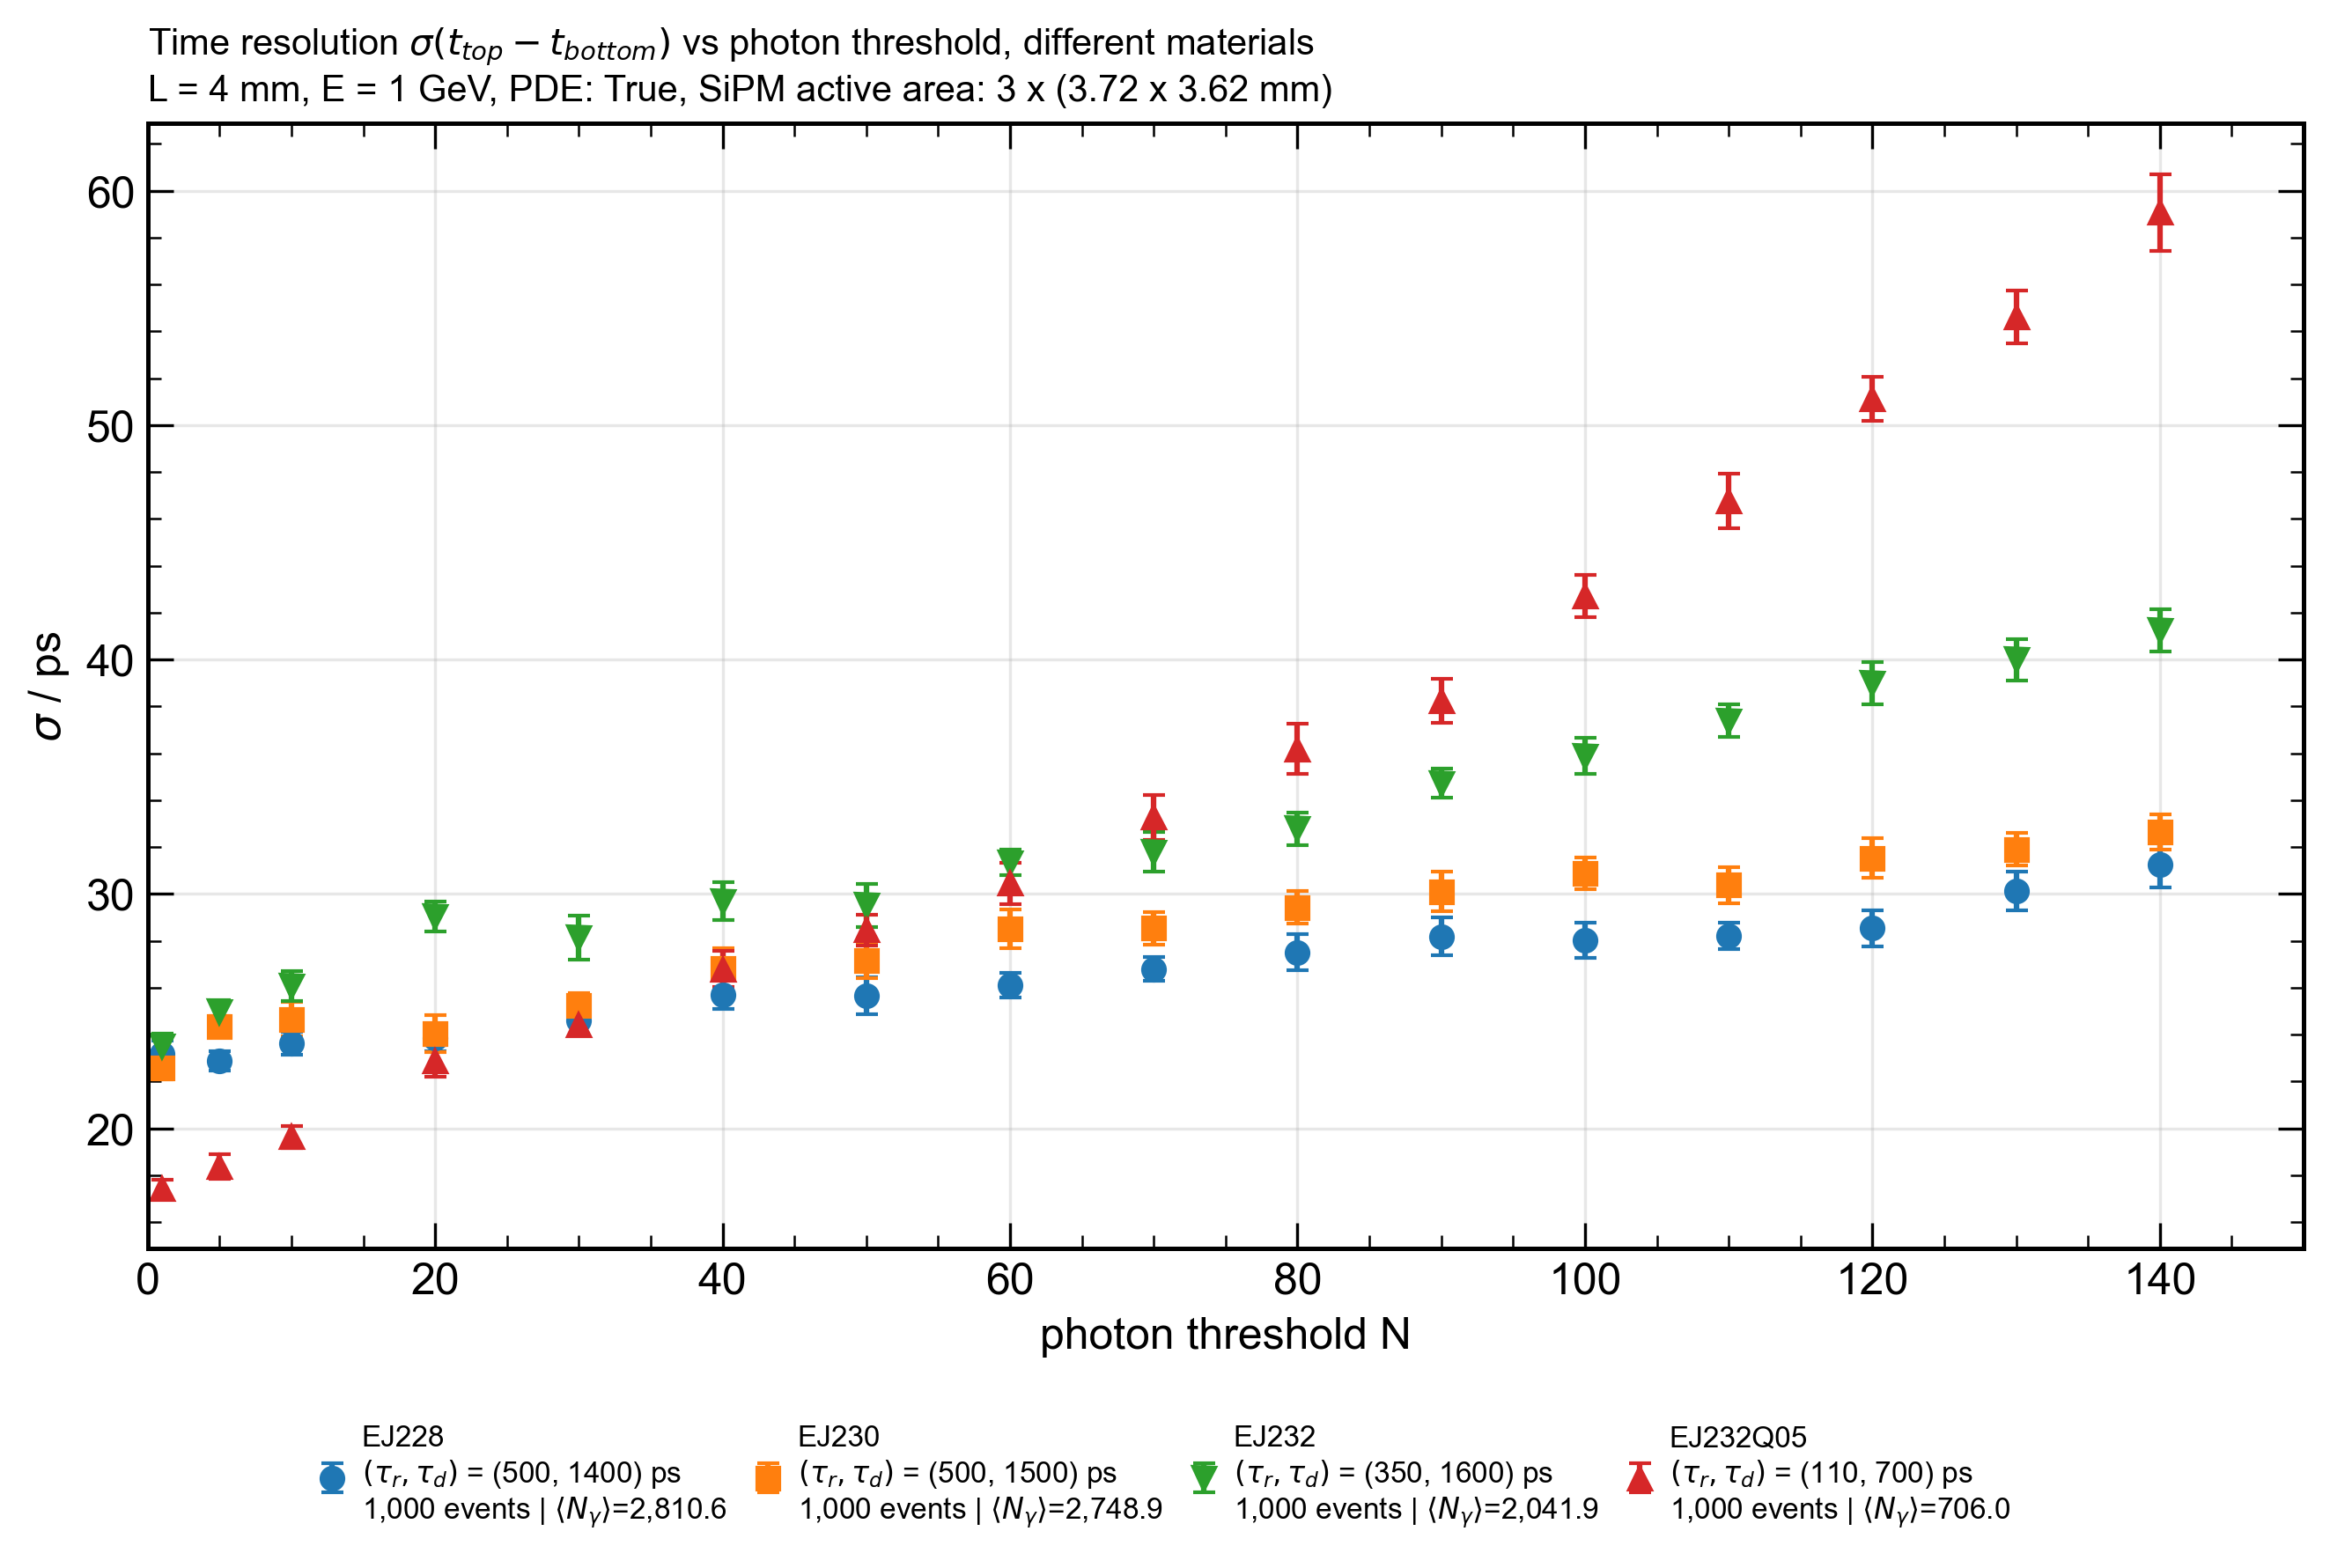 Time resolution σ(t_top − t_bottom) vs photon threshold, different materials
L = 4 mm, E = 1 GeV, PDE: True, SiPM active area: 3 x (3.72 x 3.62 mm)
60
50
40
30
20
σ / ps
0 20 40 60 80 100 120 140
photon threshold N
EJ228
(τ_r, τ_d) = (500, 1400) ps
1,000 events | ⟨N_γ⟩=2,810.6
EJ230
(τ_r, τ_d) = (500, 1500) ps
1,000 events | ⟨N_γ⟩=2,748.9
EJ232
(τ_r, τ_d) = (350, 1600) ps
1,000 events | ⟨N_γ⟩=2,041.9
EJ232Q05
(τ_r, τ_d) = (110, 700) ps
1,000 events | ⟨N_γ⟩=706.0